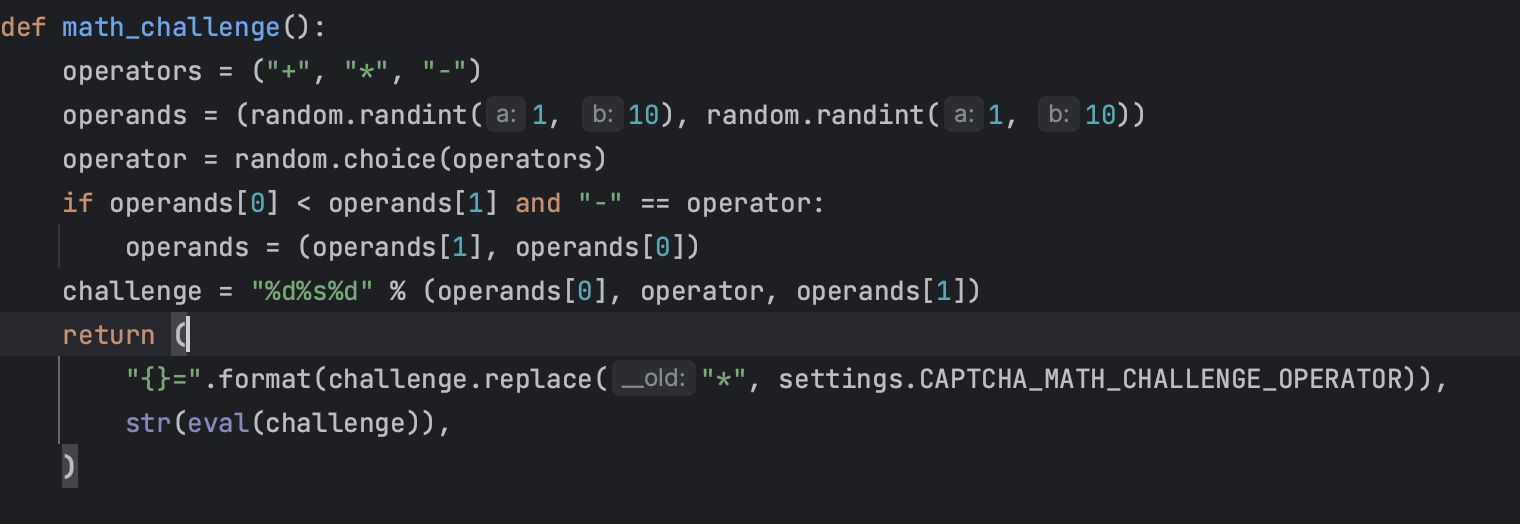 def math_challenge():
    operators = ("+", "*", "-")
    operands = (random.randint( a: 1,  b: 10), random.randint( a: 1,  b: 10))
    operator = random.choice(operators)
    if operands[0] < operands[1] and "-" == operator:
        operands = (operands[1], operands[0])
    challenge = "%d%s%d" % (operands[0], operator, operands[1])
    return (
        "{}=".format(challenge.replace( __old: "*", settings.CAPTCHA_MATH_CHALLENGE_OPERATOR)),
        str(eval(challenge)),
    )